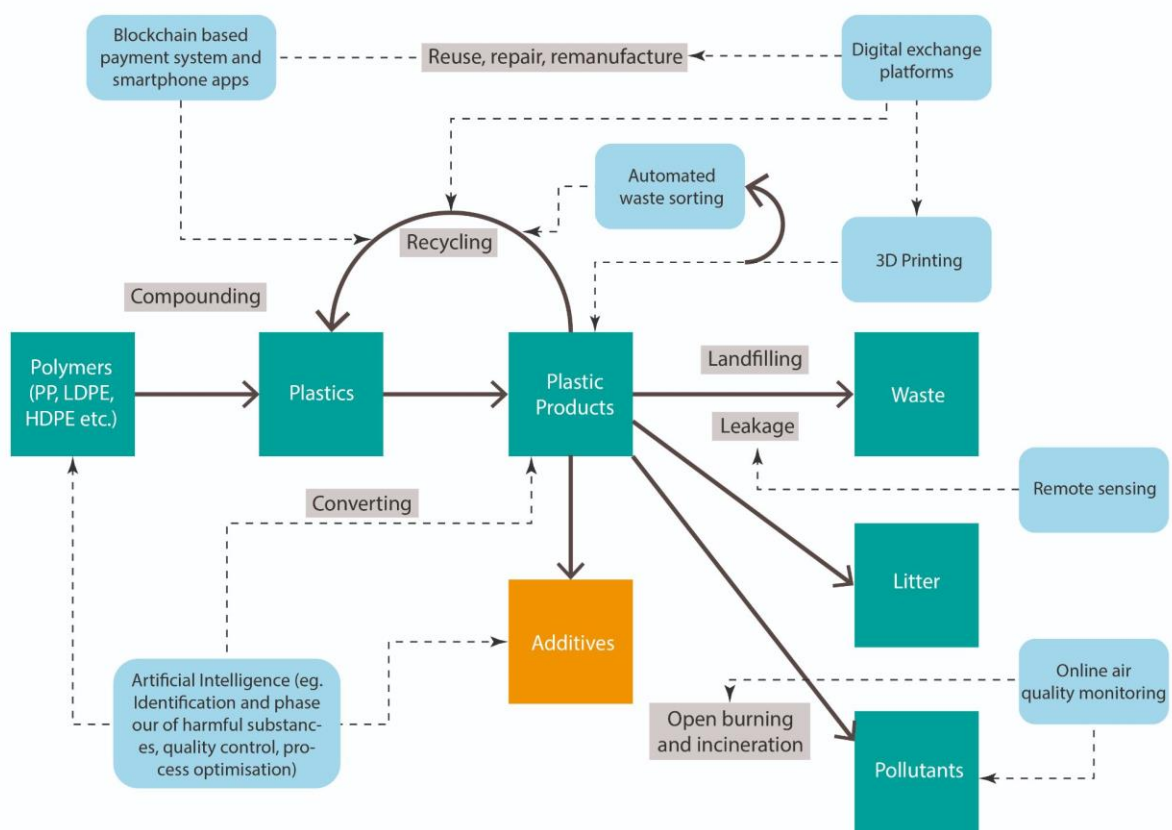 Blockchain based
payment system and
smartphone apps
Reuse, repair, remanufacture
Digital exchange
platforms
Automated
waste sorting
Recycling
3D Printing
Compounding
Polymers
(PP, LDPE,
HDPE etc.)
Plastics
Plastic
Products
Landfilling
Waste
Leakage
Remote sensing
Converting
Litter
Additives
Artificial Intelligence (eg.
Identification and phase
our of harmful substanc-
es, quality control, pro-
cess optimisation)
Online air
quality monitoring
Open burning
and incineration
Pollutants